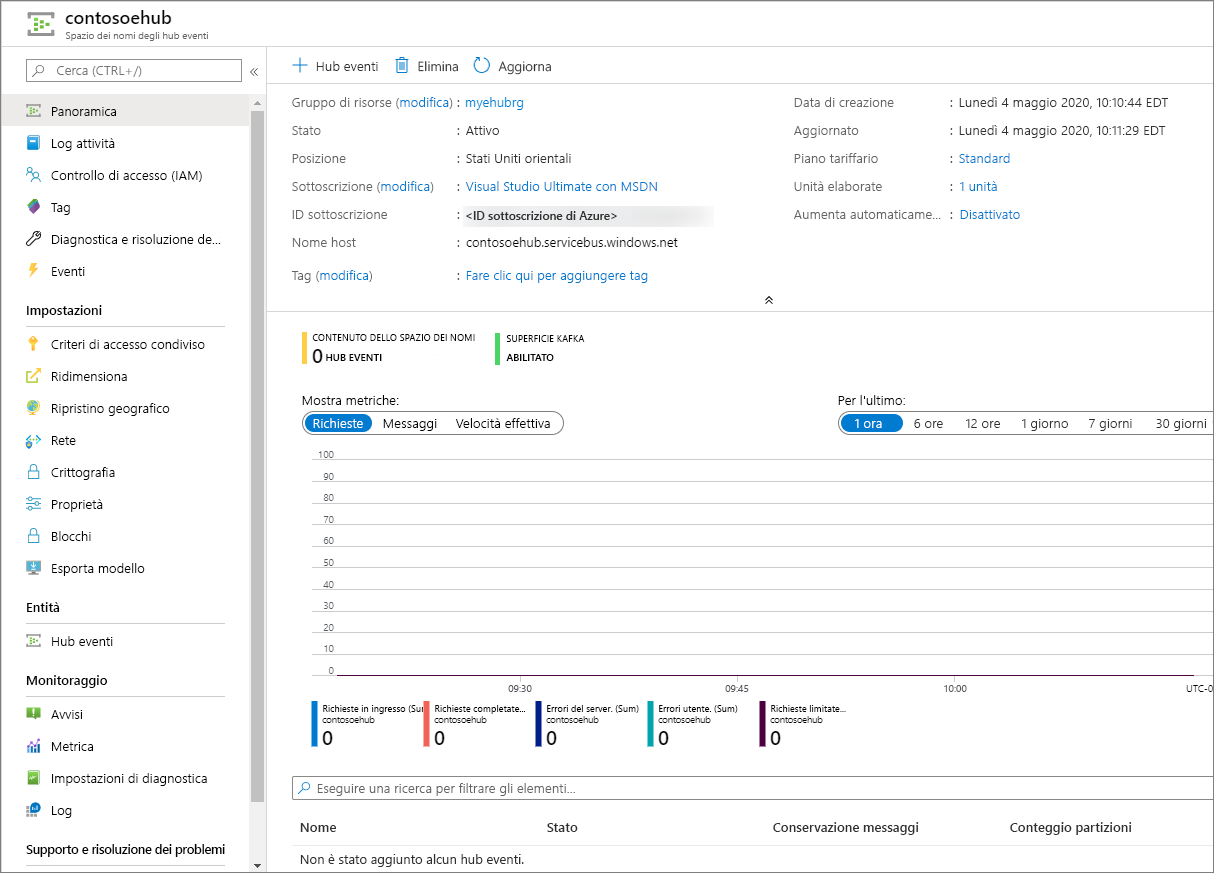 contosoehub
Spazio dei nomi degli hub eventi
Cerca (CTRL+/)
«
Panoramica
Log attività
Controllo di accesso (IAM)
Tag
Diagnostica e risoluzione de...
Eventi
Impostazioni
Criteri di accesso condiviso
Ridimensiona
Ripristino geografico
Rete
Crittografia
Proprietà
Blocchi
Esporta modello
Entità
Hub eventi
Monitoraggio
Avvisi
Metrica
Impostazioni di diagnostica
Log
Supporto e risoluzione dei problemi
Hub eventi Elimina Aggiorna
Gruppo di risorse (modifica) : myehubrg
Stato : Attivo
Posizione : Stati Uniti orientali
Sottoscrizione (modifica) : Visual Studio Ultimate con MSDN
ID sottoscrizione : <ID sottoscrizione di Azure>
Nome host : contosoehub.servicebus.windows.net
Tag (modifica) : Fare clic qui per aggiungere tag
Data di creazione : Lunedì 4 maggio 2020, 10:10:44 EDT
Aggiornato : Lunedì 4 maggio 2020, 10:11:29 EDT
Piano tariffario : Standard
Unità elaborate : 1 unità
Aumenta automaticame... : Disattivato
CONTENUTO DELLO SPAZIO DEI NOMI
0 HUB EVENTI
SUPERFICIE KAFKA
ABILITATO
Mostra metriche:
Richieste Messaggi Velocità effettiva
Per l'ultimo:
1 ora 6 ore 12 ore 1 giorno 7 giorni 30 giorni
100
90
80
70
60
50
40
30
20
10
0
09:30 09:45 10:00 UTC-0
Richieste in ingresso (Sum
contosoehub
0
Richieste completate...
contosoehub
0
Errori del server. (Sum)
contosoehub
0
Errori utente. (Sum)
contosoehub
0
Richieste limitate...
contosoehub
0
Eseguire una ricerca per filtrare gli elementi...
Nome Stato Conservazione messaggi Conteggio partizioni
Non è stato aggiunto alcun hub eventi.